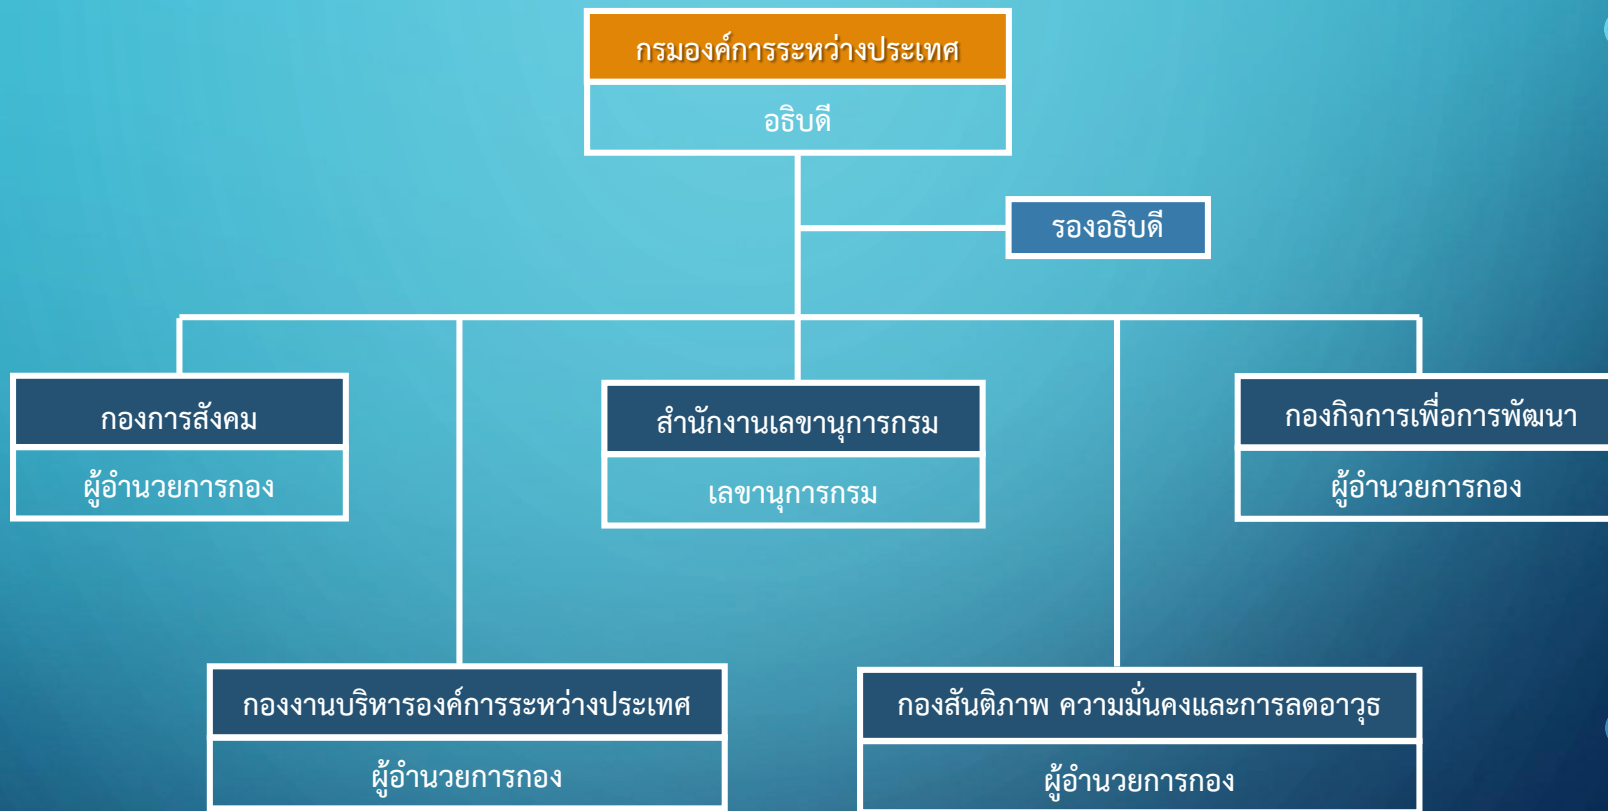 กรมองค์การระหว่างประเทศ
อธิบดี
รองอธิบดี
กองการสังคม
ผู้อำนวยการกอง
สำนักงานเลขานุการกรม
เลขานุการกรม
กองกิจการเพื่อการพัฒนา
ผู้อำนวยการกอง
กองงานบริหารองค์การระหว่างประเทศ
ผู้อำนวยการกอง
กองสันติภาพ ความมั่นคงและการลดอาวุธ
ผู้อำนวยการกอง